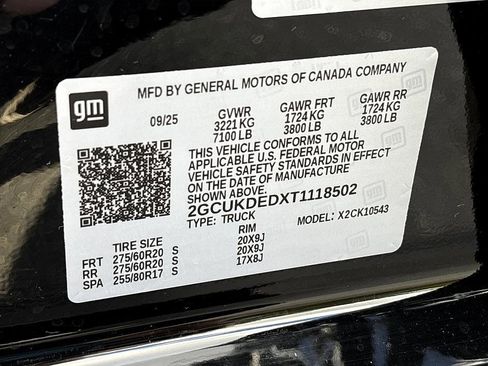 gm
MFD BY GENERAL MOTORS OF CANADA COMPANY
09/25 GVWR GAWR FRT GAWR RR
3221 KG 1724 KG 1724 KG
7100 LB 3800 LB 3800 LB
THIS VEHICLE CONFORMS TO ALL
APPLICABLE U.S. FEDERAL MOTOR
VEHICLE SAFETY STANDARDS IN EFFECT
ON THE DATE OF MANUFACTURE
SHOWN ABOVE.
2GCUKDEDXT1118502
TYPE: TRUCK MODEL: X2CK10543
TIRE SIZE RIM
FRT 275/60R20 S 20X9J
RR 275/60R20 S 20X9J
SPA 255/80R17 S 17X8J